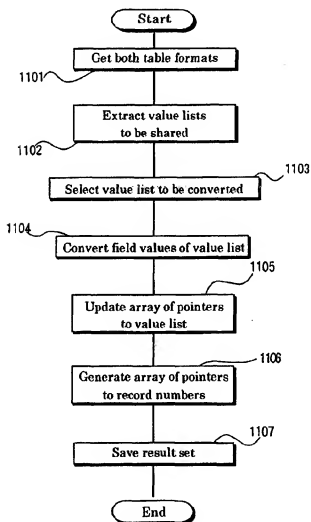 Start
Get both table formats
1101
Extract value lists
to be shared
1102
1103
Select value list to be converted
1104
Convert field values of value list
1105
Update array of pointers
to value list
1106
Generate array of pointers
to record numbers
1107
Save result set
End